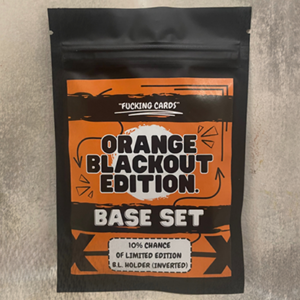 "FUCKING CARDS"
ORANGE
BLACKOUT
EDITION.
BASE SET
10% CHANCE
OF LIMITED EDITION
B.L. HOLDER (INVERTED)